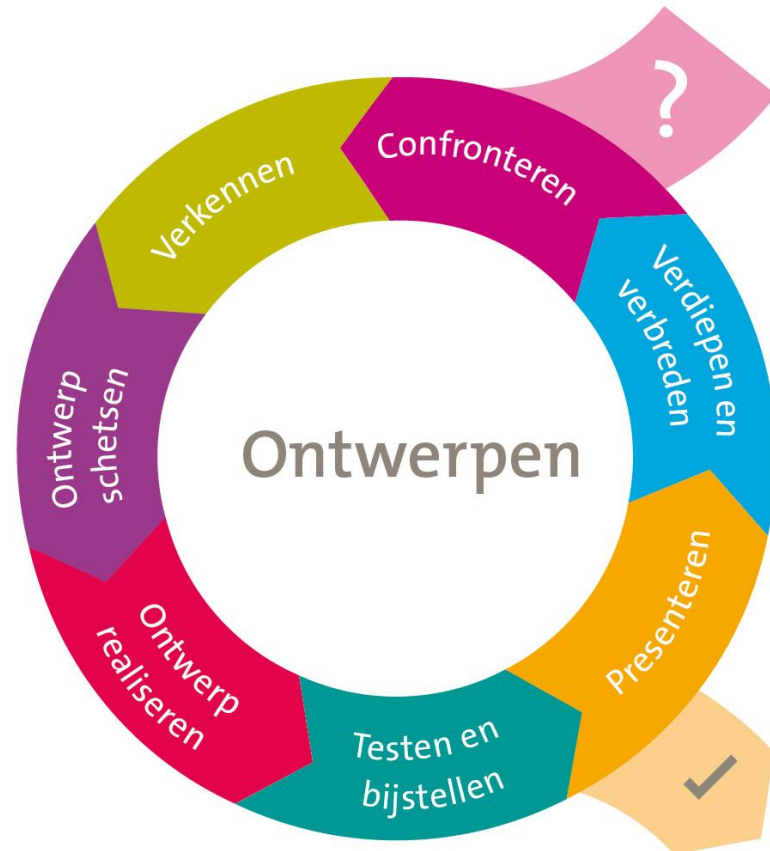 ?
Confronteren
Verkennen
Ontwerp
schetsen
Ontwerp
realiseren
Testen en
bijstellen
Presenteren
Verdiepen en
verbreden
Ontwerpen